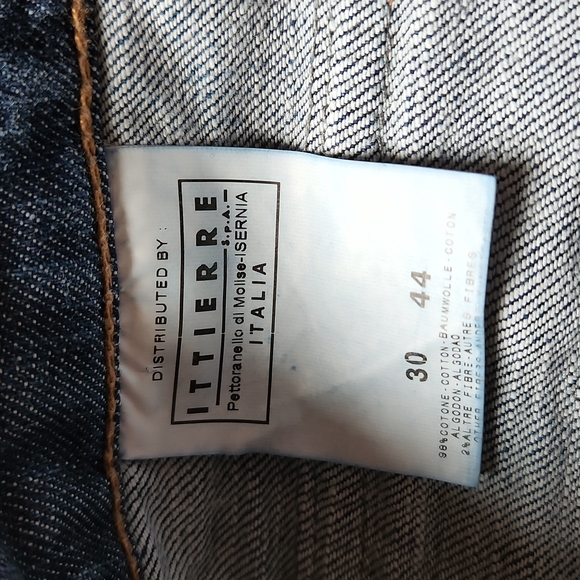 DISTRIBUTED BY :
ITTIERRE
S.P.A.
Pettoranello di Molise-ISERNIA
ITALIA
30 44
98%COTONE-COTTON-BAUMWOLLE-COTON
ALGODON-ALGODAO
2%ALTRE FIBRE-AUTRES FIBRES